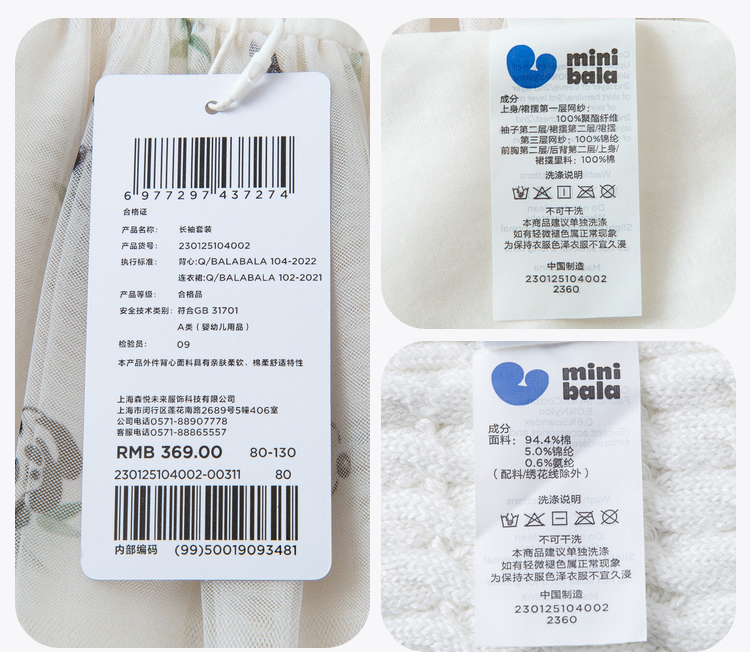 6 977297 437274
合格证
产品名称: 长袖套装
产品货号: 230125104002
执行标准: 背心:Q/BALABALA 104-2022
连衣裙:Q/BALABALA 102-2021
产品等级: 合格品
安全技术类别: 符合GB 31701
A类（婴幼儿用品）
检验员: 09
本产品外件背心面料具有亲肤柔软、棉柔舒适特性
上海森悦未来服饰科技有限公司
上海市闵行区莲花南路2689号5幢406室
公司电话0571-88907778
客服电话0571-88865557
RMB 369.00 80-130
230125104002-00311 80
内部编码 (99)50019093481
mini
bala
成分
上身/裙摆第一层网纱:
100%聚酯纤维
袖子第二层/裙摆第二层/裙摆
第三层网纱: 100%锦纶
前胸第二层/后背第二层/上身/
裙摆里料: 100%棉
洗涤说明
不可干洗
本商品建议单独洗涤
如有轻微褪色属正常现象
为保持衣服色泽衣服不宜久浸
中国制造
230125104002
2360
mini
bala
成分
面料: 94.4%棉
5.0%锦纶
0.6%氨纶
（配料/绣花线除外）
洗涤说明
不可干洗
本商品建议单独洗涤
如有轻微褪色属正常现象
为保持衣服色泽衣服不宜久浸
中国制造
230125104002
2360